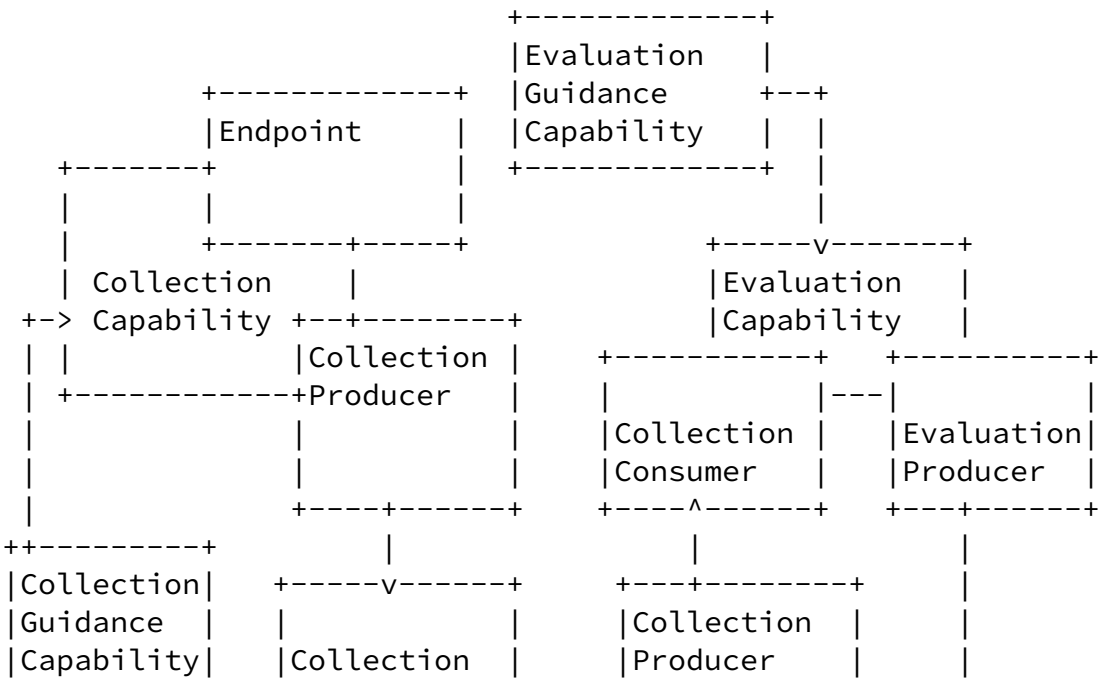 Evaluation
Guidance
Endpoint Capability
Collection Evaluation
Capability Capability
Collection
Producer
Collection Evaluation
Consumer Producer
Collection
Guidance Collection
Capability Collection Producer